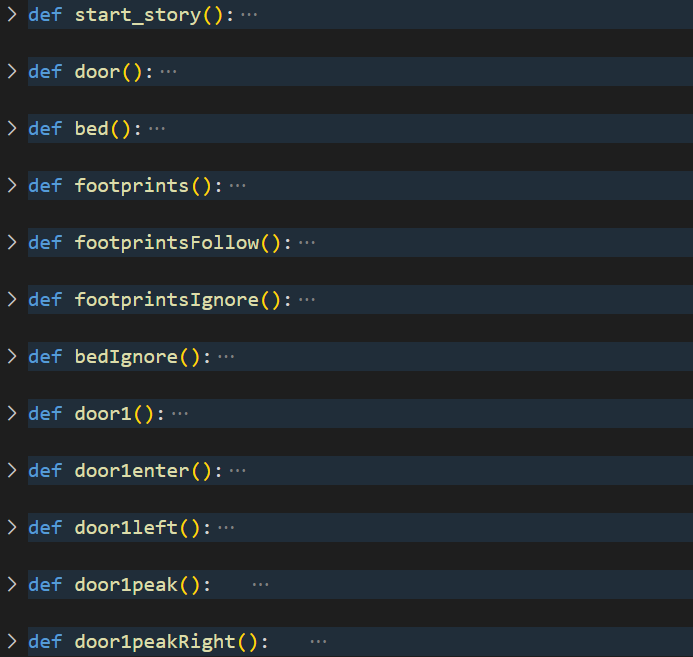 def start_story(): ···
def door(): ···
def bed(): ···
def footprints(): ···
def footprintsFollow(): ···
def footprintsIgnore(): ···
def bedIgnore(): ···
def door1(): ···
def door1enter(): ···
def door1left(): ···
def door1peak(): ···
def door1peakRight(): ···